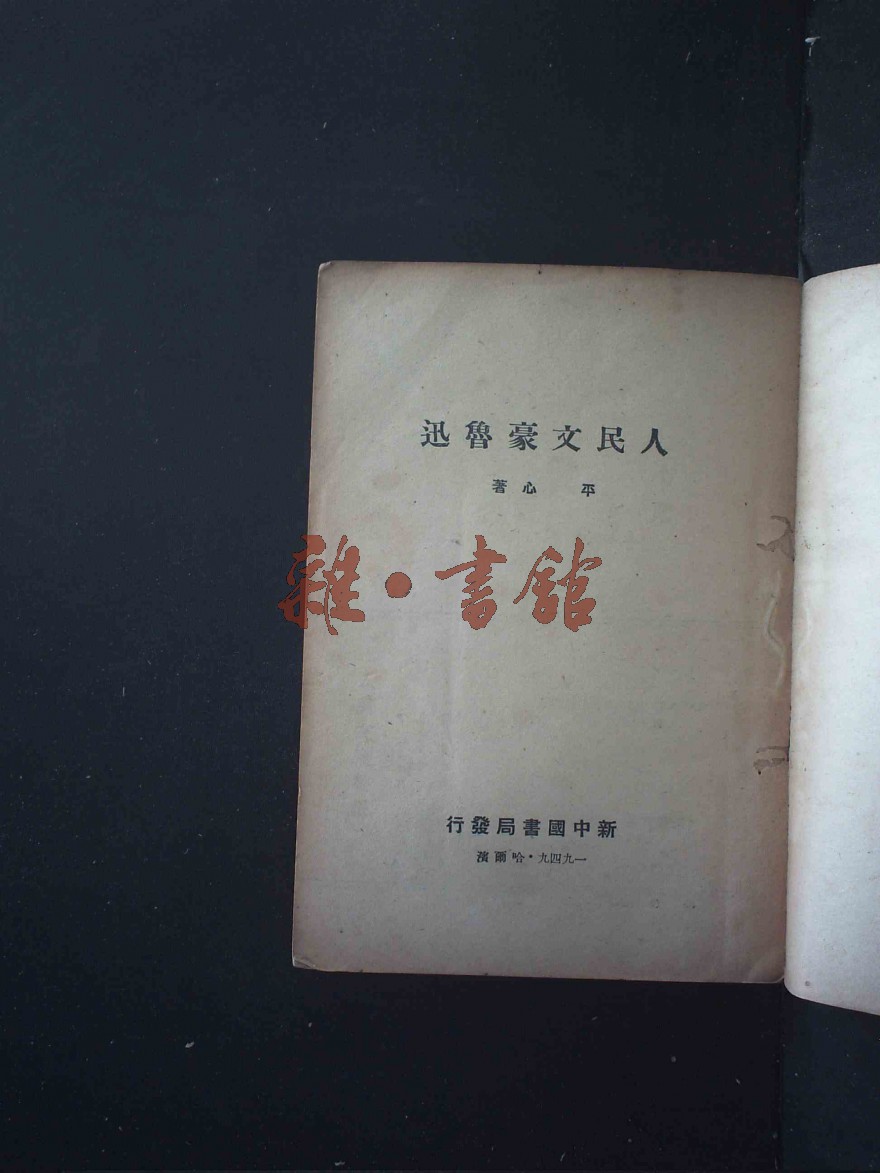 人民文豪魯迅
平心著
雜·書館
新中國書局發行
一九四九·哈爾濱